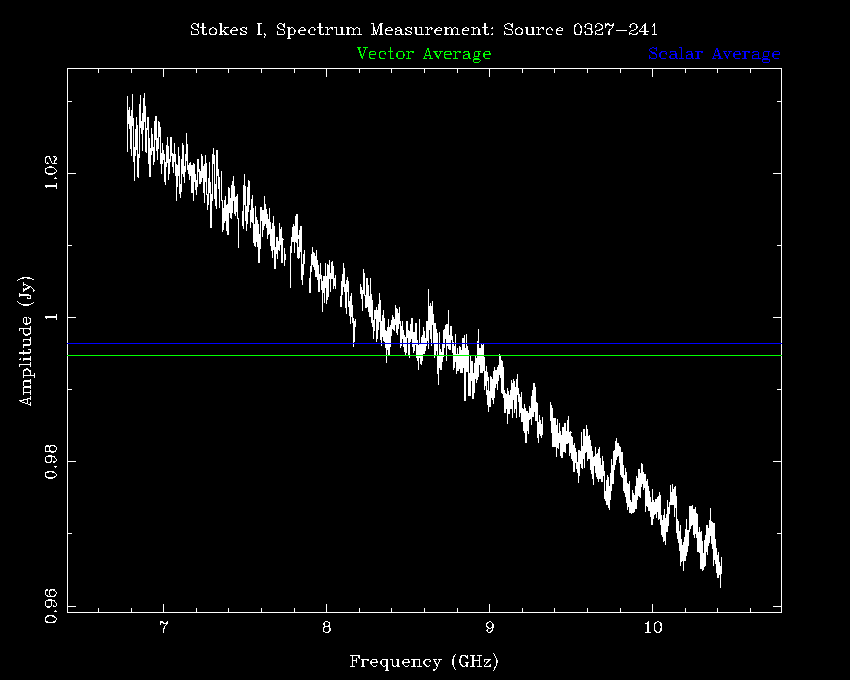 Stokes I, Spectrum Measurement: Source 0327-241
Vector Average
Scalar Average
1.02
1
0.98
0.96
Amplitude (Jy)
7
8
9
10
Frequency (GHz)